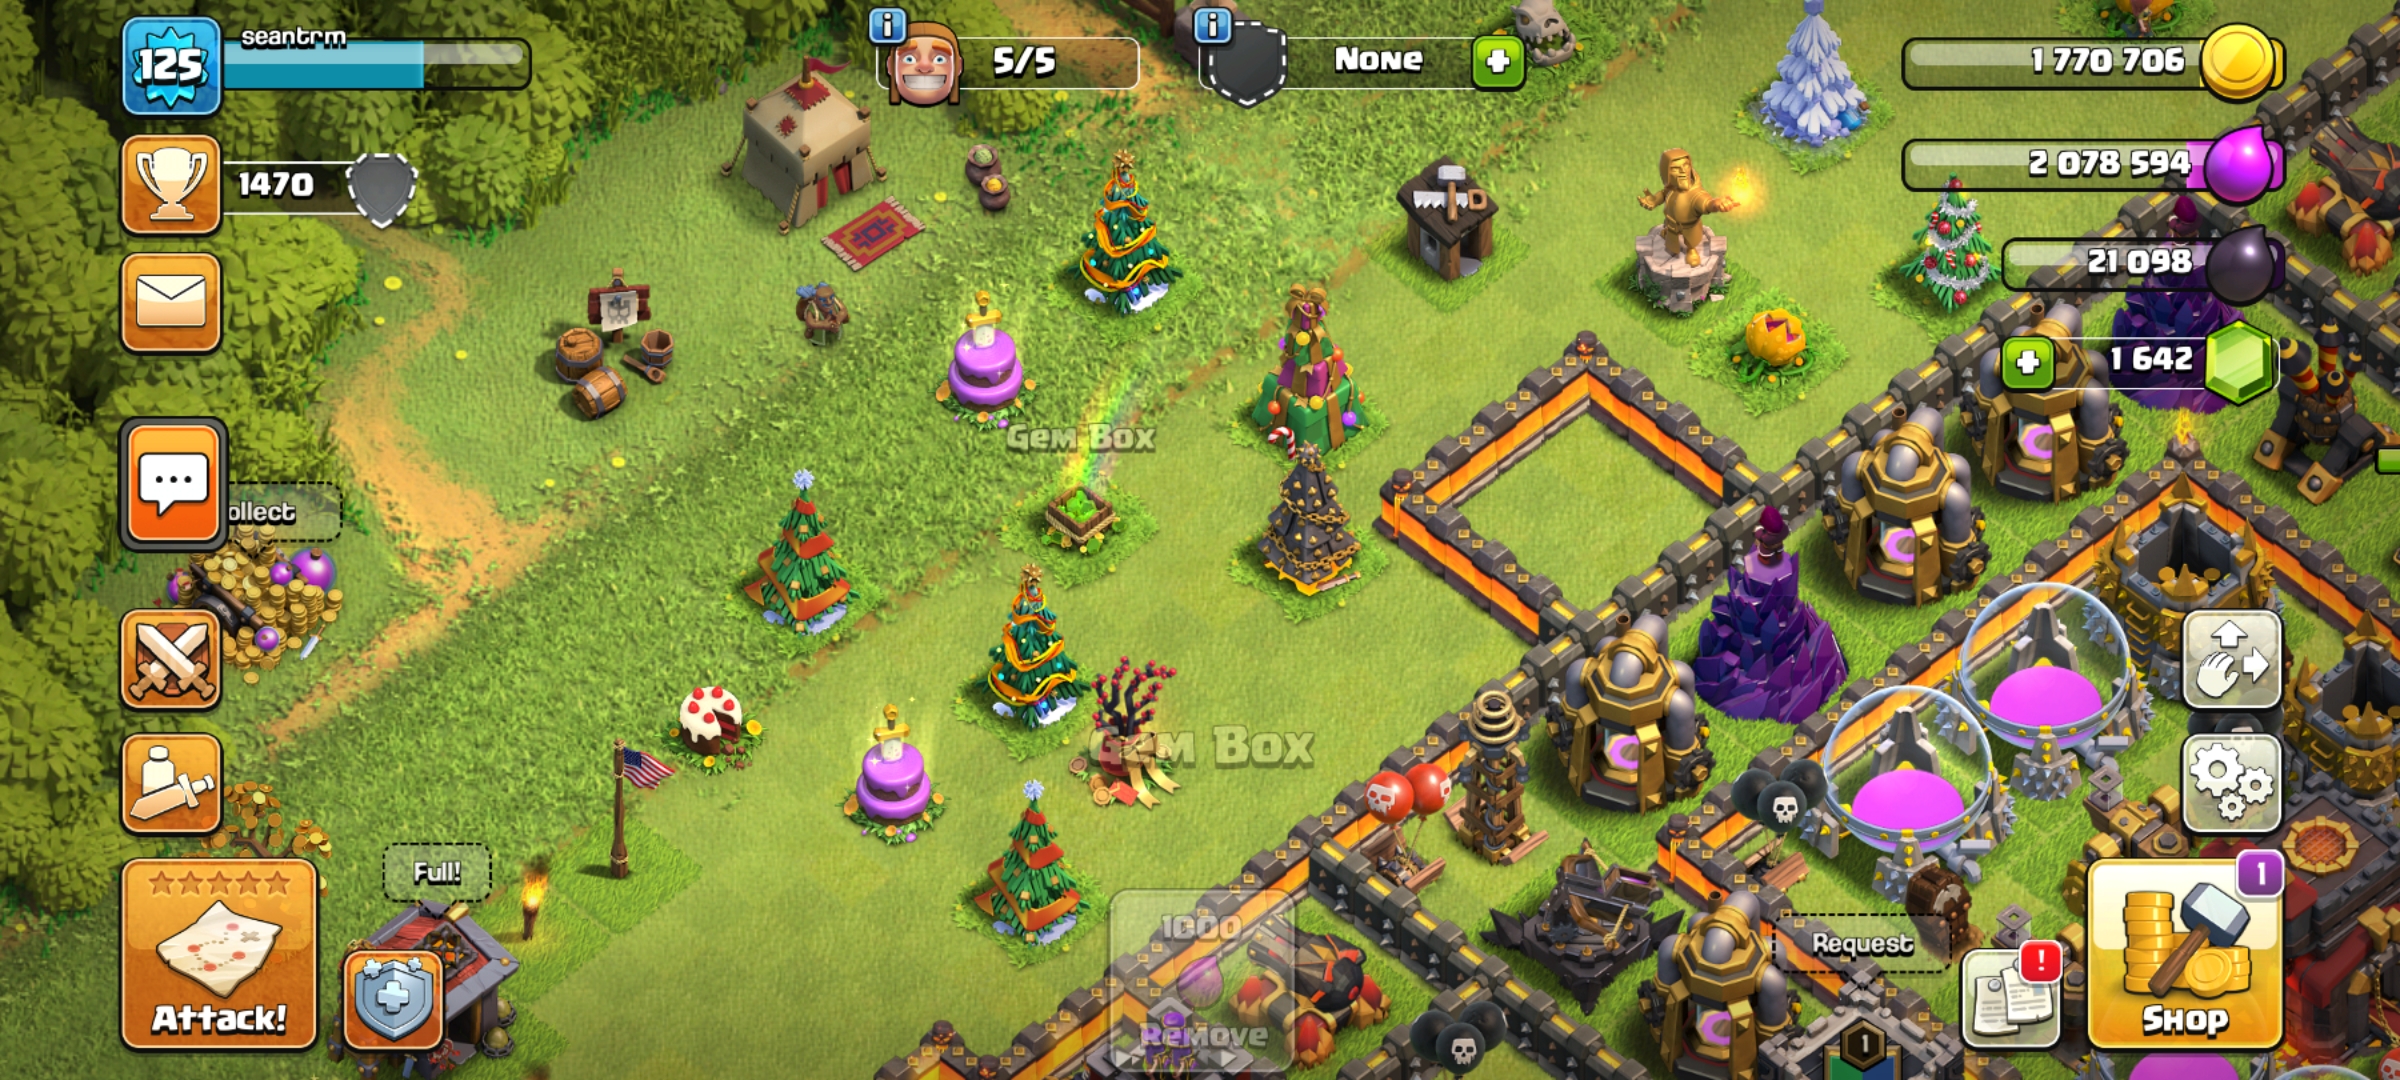 125
seantrm
5/5
None
1 770 706
1470
2 078 594
21 098
1 642
Gem Box
ollect
Gem Box
Full!
1000
Remove
Request
Attack!
1
!
Shop
1